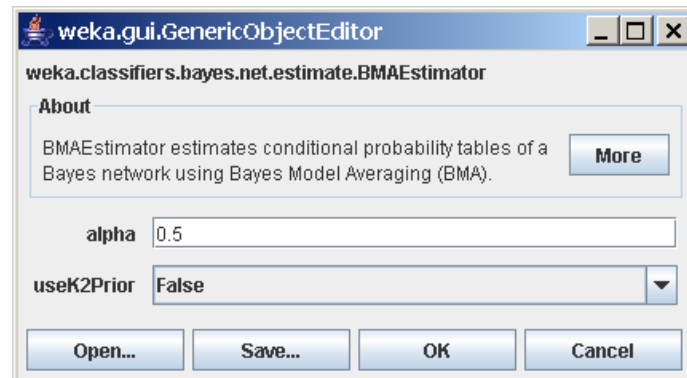 weka.gui.GenericObjectEditor
weka.classifiers.bayes.net.estimate.BMAEstimator
About
BMAEstimator estimates conditional probability tables of a
Bayes network using Bayes Model Averaging (BMA).
More
alpha 0.5
useK2Prior False
Open... Save... OK Cancel